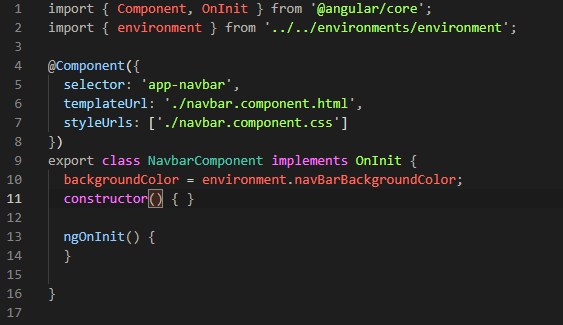 1 import { Component, OnInit } from '@angular/core';
2 import { environment } from '../../environments/environment';
3
4 @Component({
5   selector: 'app-navbar',
6   templateUrl: './navbar.component.html',
7   styleUrls: ['./navbar.component.css']
8 })
9 export class NavbarComponent implements OnInit {
10   backgroundColor = environment.navBarBackgroundColor;
11   constructor() { }
12
13   ngOnInit() {
14   }
15
16 }
17